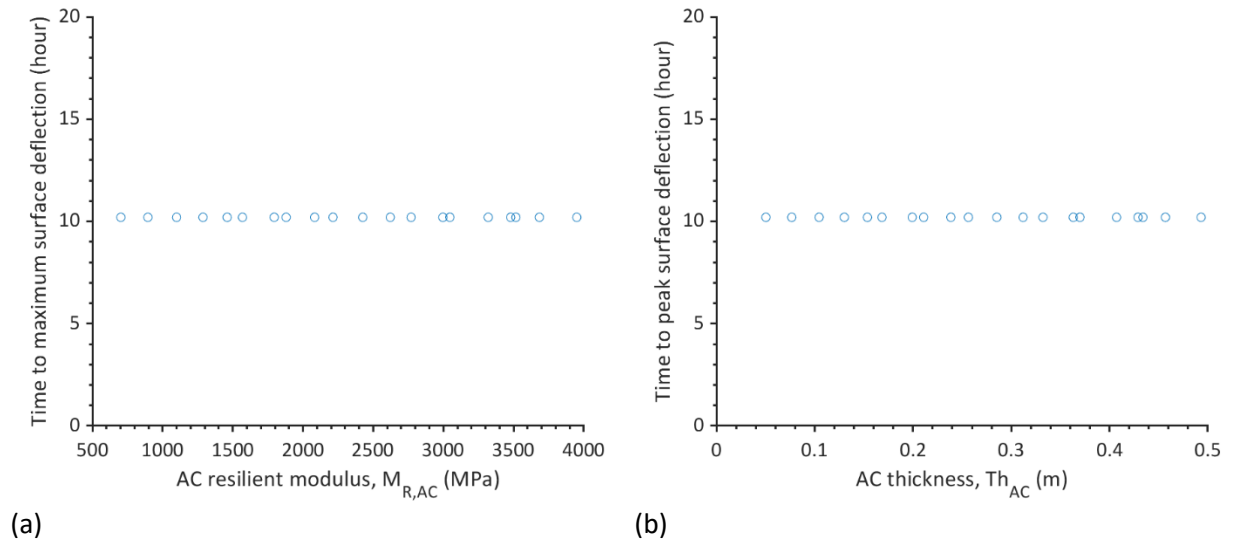 Time to maximum surface deflection (hour)
20
15
10
5
0
500 1000 1500 2000 2500 3000 3500 4000
AC resilient modulus, M_R,AC (MPa)
(a)
Time to peak surface deflection (hour)
20
15
10
5
0
0 0.1 0.2 0.3 0.4 0.5
AC thickness, Th_AC (m)
(b)